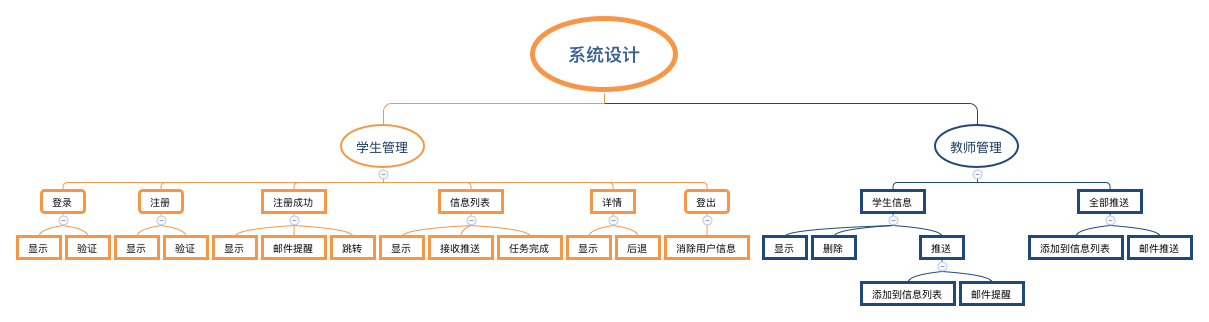 系统设计
学生管理
教师管理
登录
注册
注册成功
信息列表
详情
登出
学生信息
全部推送
显示
验证
显示
验证
显示
邮件提醒
跳转
显示
接收推送
任务完成
显示
后退
消除用户信息
显示
删除
推送
添加到信息列表
邮件推送
添加到信息列表
邮件提醒